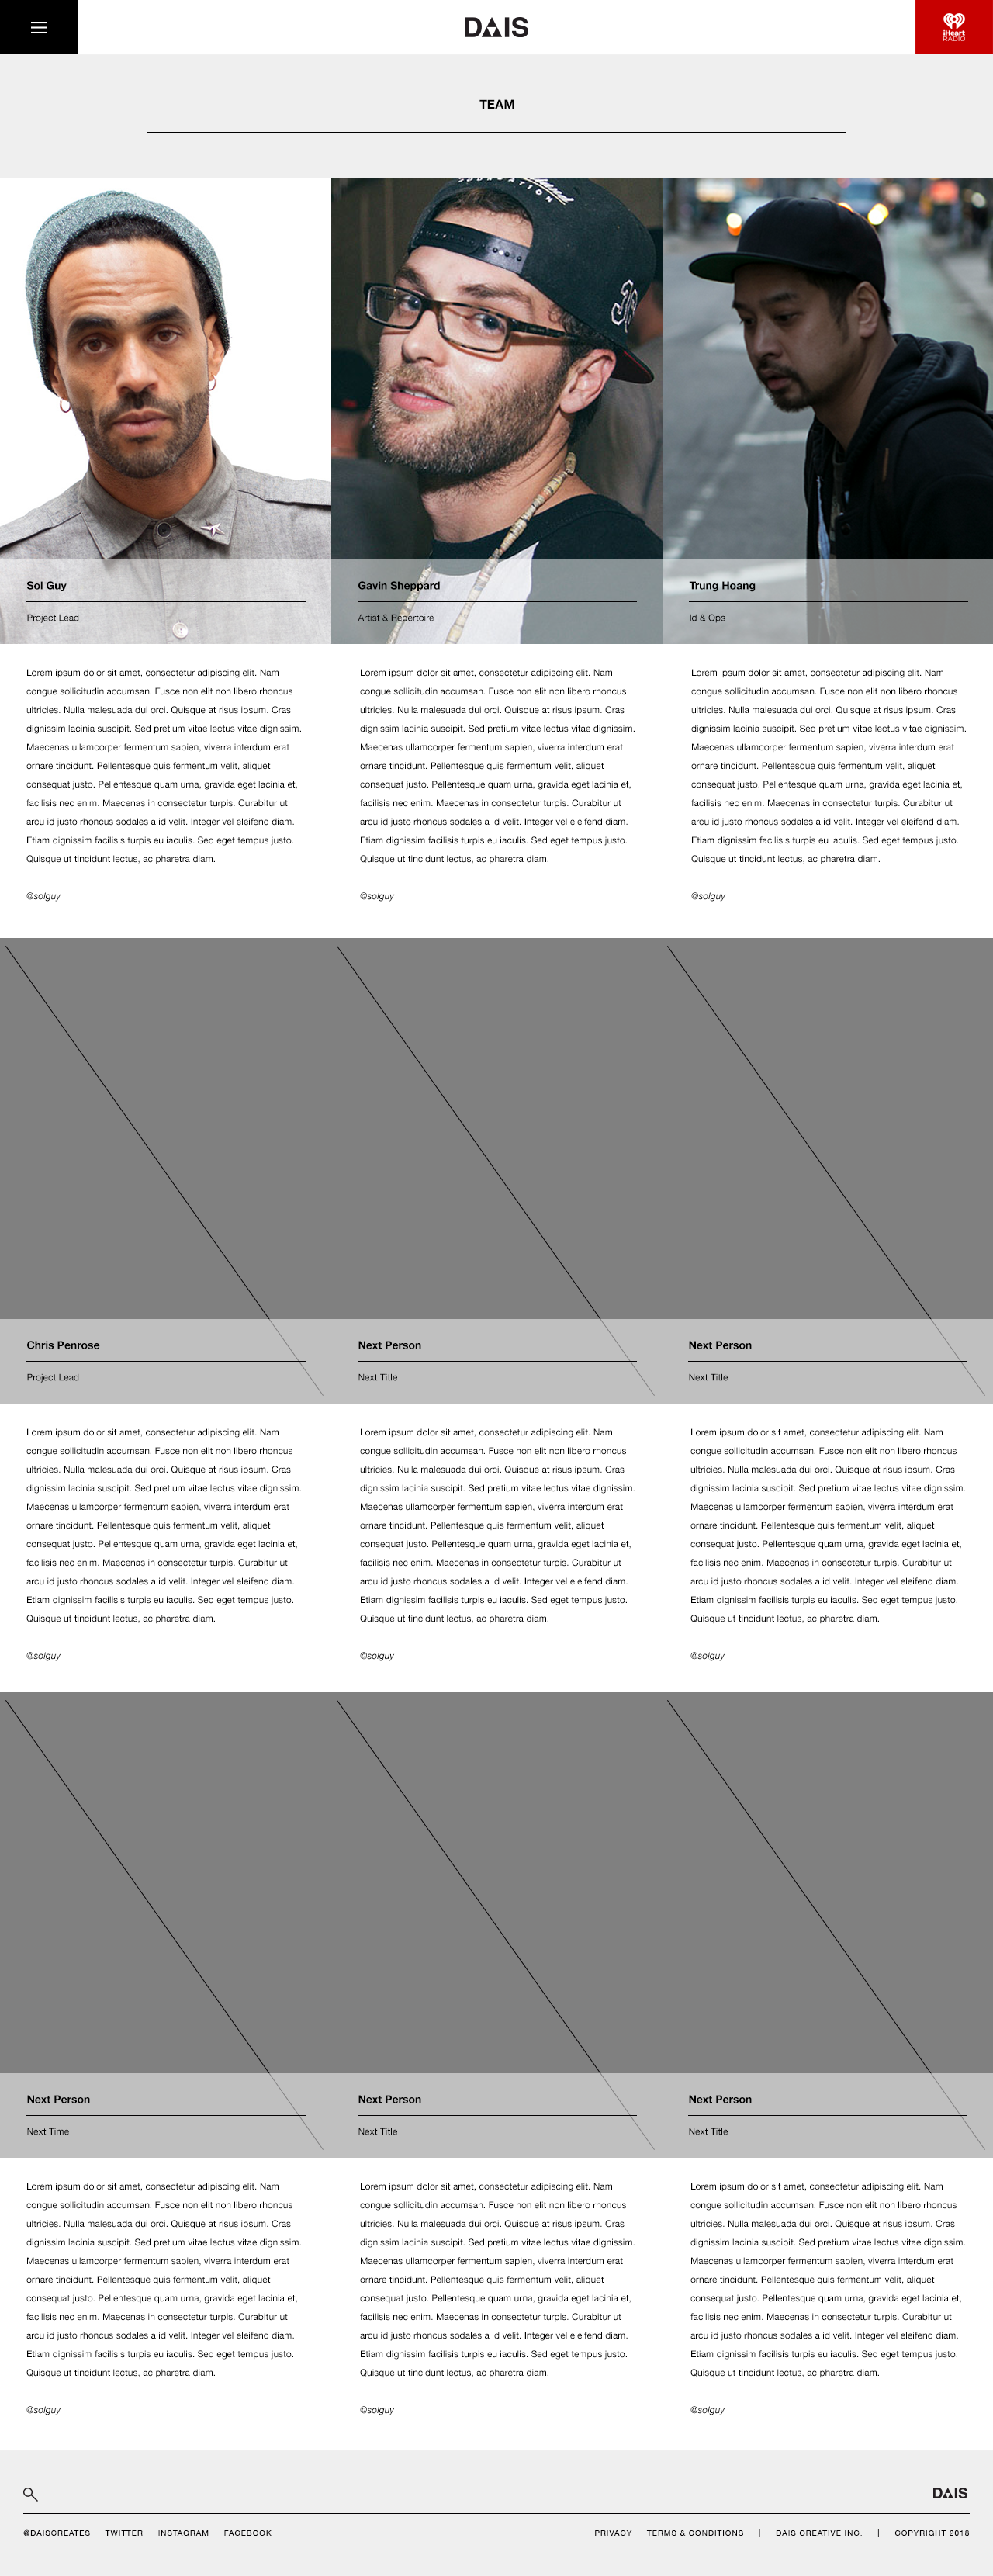 DAIS
iHeart
RADIO
TEAM
Sol Guy
Project Lead
Gavin Sheppard
Artist & Repertoire
Trung Hoang
Id & Ops
Lorem ipsum dolor sit amet, consectetur adipiscing elit. Nam
congue sollicitudin accumsan. Fusce non elit non libero rhoncus
ultricies. Nulla malesuada dui orci. Quisque at risus ipsum. Cras
dignissim lacinia suscipit. Sed pretium vitae lectus vitae dignissim.
Maecenas ullamcorper fermentum sapien, viverra interdum erat
ornare tincidunt. Pellentesque quis fermentum velit, aliquet
consequat justo. Pellentesque quam urna, gravida eget lacinia et,
facilisis nec enim. Maecenas in consectetur turpis. Curabitur ut
arcu id justo rhoncus sodales a id velit. Integer vel eleifend diam.
Etiam dignissim facilisis turpis eu iaculis. Sed eget tempus justo.
Quisque ut tincidunt lectus, ac pharetra diam.
@solguy
Lorem ipsum dolor sit amet, consectetur adipiscing elit. Nam
congue sollicitudin accumsan. Fusce non elit non libero rhoncus
ultricies. Nulla malesuada dui orci. Quisque at risus ipsum. Cras
dignissim lacinia suscipit. Sed pretium vitae lectus vitae dignissim.
Maecenas ullamcorper fermentum sapien, viverra interdum erat
ornare tincidunt. Pellentesque quis fermentum velit, aliquet
consequat justo. Pellentesque quam urna, gravida eget lacinia et,
facilisis nec enim. Maecenas in consectetur turpis. Curabitur ut
arcu id justo rhoncus sodales a id velit. Integer vel eleifend diam.
Etiam dignissim facilisis turpis eu iaculis. Sed eget tempus justo.
Quisque ut tincidunt lectus, ac pharetra diam.
@solguy
Lorem ipsum dolor sit amet, consectetur adipiscing elit. Nam
congue sollicitudin accumsan. Fusce non elit non libero rhoncus
ultricies. Nulla malesuada dui orci. Quisque at risus ipsum. Cras
dignissim lacinia suscipit. Sed pretium vitae lectus vitae dignissim.
Maecenas ullamcorper fermentum sapien, viverra interdum erat
ornare tincidunt. Pellentesque quis fermentum velit, aliquet
consequat justo. Pellentesque quam urna, gravida eget lacinia et,
facilisis nec enim. Maecenas in consectetur turpis. Curabitur ut
arcu id justo rhoncus sodales a id velit. Integer vel eleifend diam.
Etiam dignissim facilisis turpis eu iaculis. Sed eget tempus justo.
Quisque ut tincidunt lectus, ac pharetra diam.
@solguy
Chris Penrose
Project Lead
Next Person
Next Title
Next Person
Next Title
Lorem ipsum dolor sit amet, consectetur adipiscing elit. Nam
congue sollicitudin accumsan. Fusce non elit non libero rhoncus
ultricies. Nulla malesuada dui orci. Quisque at risus ipsum. Cras
dignissim lacinia suscipit. Sed pretium vitae lectus vitae dignissim.
Maecenas ullamcorper fermentum sapien, viverra interdum erat
ornare tincidunt. Pellentesque quis fermentum velit, aliquet
consequat justo. Pellentesque quam urna, gravida eget lacinia et,
facilisis nec enim. Maecenas in consectetur turpis. Curabitur ut
arcu id justo rhoncus sodales a id velit. Integer vel eleifend diam.
Etiam dignissim facilisis turpis eu iaculis. Sed eget tempus justo.
Quisque ut tincidunt lectus, ac pharetra diam.
@solguy
Lorem ipsum dolor sit amet, consectetur adipiscing elit. Nam
congue sollicitudin accumsan. Fusce non elit non libero rhoncus
ultricies. Nulla malesuada dui orci. Quisque at risus ipsum. Cras
dignissim lacinia suscipit. Sed pretium vitae lectus vitae dignissim.
Maecenas ullamcorper fermentum sapien, viverra interdum erat
ornare tincidunt. Pellentesque quis fermentum velit, aliquet
consequat justo. Pellentesque quam urna, gravida eget lacinia et,
facilisis nec enim. Maecenas in consectetur turpis. Curabitur ut
arcu id justo rhoncus sodales a id velit. Integer vel eleifend diam.
Etiam dignissim facilisis turpis eu iaculis. Sed eget tempus justo.
Quisque ut tincidunt lectus, ac pharetra diam.
@solguy
Lorem ipsum dolor sit amet, consectetur adipiscing elit. Nam
congue sollicitudin accumsan. Fusce non elit non libero rhoncus
ultricies. Nulla malesuada dui orci. Quisque at risus ipsum. Cras
dignissim lacinia suscipit. Sed pretium vitae lectus vitae dignissim.
Maecenas ullamcorper fermentum sapien, viverra interdum erat
ornare tincidunt. Pellentesque quis fermentum velit, aliquet
consequat justo. Pellentesque quam urna, gravida eget lacinia et,
facilisis nec enim. Maecenas in consectetur turpis. Curabitur ut
arcu id justo rhoncus sodales a id velit. Integer vel eleifend diam.
Etiam dignissim facilisis turpis eu iaculis. Sed eget tempus justo.
Quisque ut tincidunt lectus, ac pharetra diam.
@solguy
Next Person
Next Time
Next Person
Next Title
Next Person
Next Title
Lorem ipsum dolor sit amet, consectetur adipiscing elit. Nam
congue sollicitudin accumsan. Fusce non elit non libero rhoncus
ultricies. Nulla malesuada dui orci. Quisque at risus ipsum. Cras
dignissim lacinia suscipit. Sed pretium vitae lectus vitae dignissim.
Maecenas ullamcorper fermentum sapien, viverra interdum erat
ornare tincidunt. Pellentesque quis fermentum velit, aliquet
consequat justo. Pellentesque quam urna, gravida eget lacinia et,
facilisis nec enim. Maecenas in consectetur turpis. Curabitur ut
arcu id justo rhoncus sodales a id velit. Integer vel eleifend diam.
Etiam dignissim facilisis turpis eu iaculis. Sed eget tempus justo.
Quisque ut tincidunt lectus, ac pharetra diam.
@solguy
Lorem ipsum dolor sit amet, consectetur adipiscing elit. Nam
congue sollicitudin accumsan. Fusce non elit non libero rhoncus
ultricies. Nulla malesuada dui orci. Quisque at risus ipsum. Cras
dignissim lacinia suscipit. Sed pretium vitae lectus vitae dignissim.
Maecenas ullamcorper fermentum sapien, viverra interdum erat
ornare tincidunt. Pellentesque quis fermentum velit, aliquet
consequat justo. Pellentesque quam urna, gravida eget lacinia et,
facilisis nec enim. Maecenas in consectetur turpis. Curabitur ut
arcu id justo rhoncus sodales a id velit. Integer vel eleifend diam.
Etiam dignissim facilisis turpis eu iaculis. Sed eget tempus justo.
Quisque ut tincidunt lectus, ac pharetra diam.
@solguy
Lorem ipsum dolor sit amet, consectetur adipiscing elit. Nam
congue sollicitudin accumsan. Fusce non elit non libero rhoncus
ultricies. Nulla malesuada dui orci. Quisque at risus ipsum. Cras
dignissim lacinia suscipit. Sed pretium vitae lectus vitae dignissim.
Maecenas ullamcorper fermentum sapien, viverra interdum erat
ornare tincidunt. Pellentesque quis fermentum velit, aliquet
consequat justo. Pellentesque quam urna, gravida eget lacinia et,
facilisis nec enim. Maecenas in consectetur turpis. Curabitur ut
arcu id justo rhoncus sodales a id velit. Integer vel eleifend diam.
Etiam dignissim facilisis turpis eu iaculis. Sed eget tempus justo.
Quisque ut tincidunt lectus, ac pharetra diam.
@solguy
DAIS
@DAISCREATES TWITTER INSTAGRAM FACEBOOK PRIVACY TERMS & CONDITIONS | DAIS CREATIVE INC. | COPYRIGHT 2018